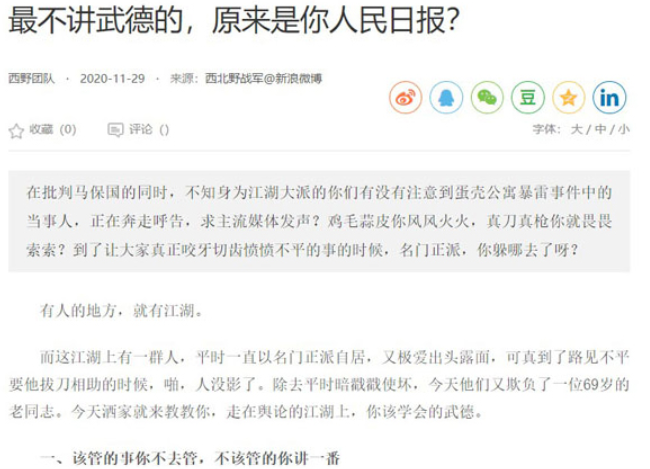 最不讲武德的，原来是你人民日报？
西野团队 · 2020-11-29 · 来源：西北野战军@新浪微博
豆 in
收藏（0） 评论（） 字体：大 / 中 / 小
在批判马保国的同时，不知身为江湖大派的你们有没有注意到蛋壳公寓暴雷事件中的
当事人，正在奔走呼告，求主流媒体发声？鸡毛蒜皮你风风火火，真刀真枪你就畏畏
索索？到了让大家真正咬牙切齿愤愤不平的事的时候，名门正派，你躲哪去了呀？
有人的地方，就有江湖。
而这江湖上有一群人，平时一直以名门正派自居，又极爱出头露面，可真到了路见不平
要他拔刀相助的时候，啪，人没影了。除去平时暗戳戳使坏，今天他们又欺负了一位69岁的
老同志。今天洒家就来教教你，走在舆论的江湖上，你该学会的武德。
一、该管的事你不去管，不该管的你讲一番